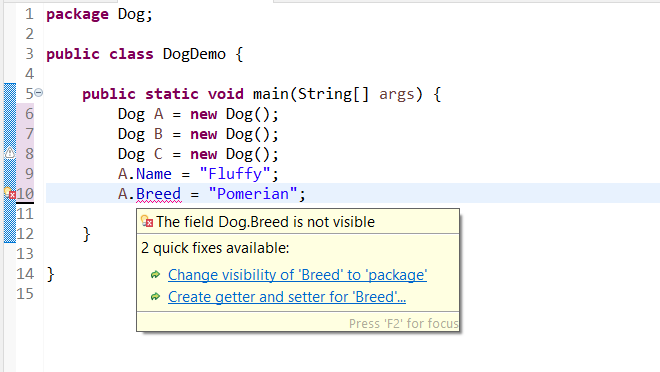 1 package Dog;
2
3 public class DogDemo {
4
5 public static void main(String[] args) {
6 Dog A = new Dog();
7 Dog B = new Dog();
8 Dog C = new Dog();
9 A.Name = "Fluffy";
10 A.Breed = "Pomerian";
11
The field Dog.Breed is not visible
12 }
2 quick fixes available:
13
Change visibility of 'Breed' to 'package'
14 }
Create getter and setter for 'Breed'...
15
Press 'F2' for focus